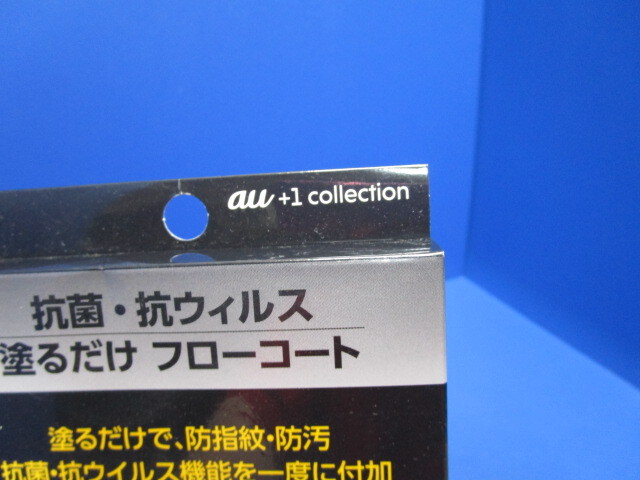 au +1 collection
抗菌・抗ウィルス
塗るだけ フローコート
塗るだけで、防指紋・防汚
抗菌・抗ウイルス機能を一度に付加